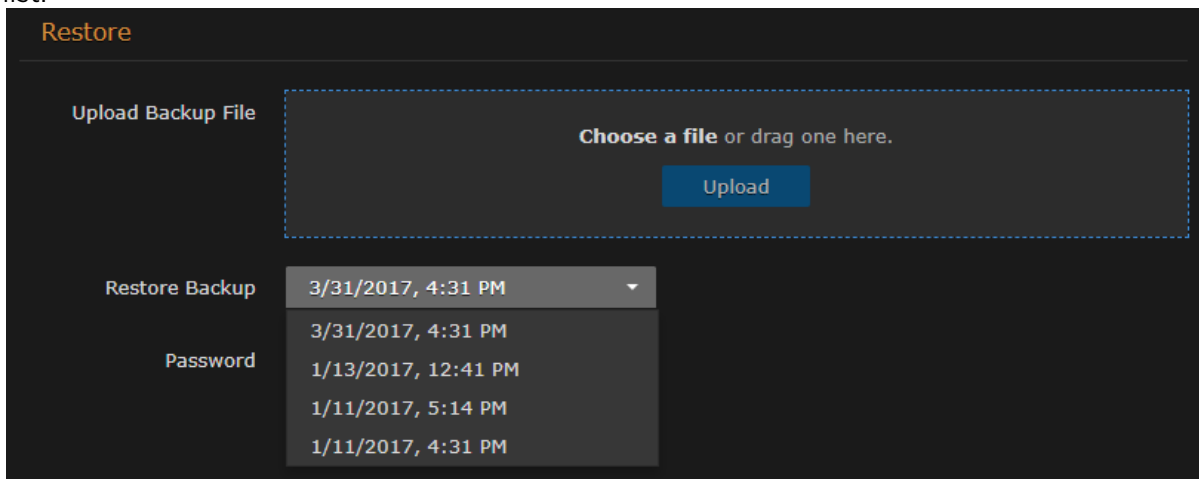 Restore
Upload Backup File
Choose a file or drag one here.
Upload
Restore Backup
3/31/2017, 4:31 PM
3/31/2017, 4:31 PM
Password
1/13/2017, 12:41 PM
1/11/2017, 5:14 PM
1/11/2017, 4:31 PM